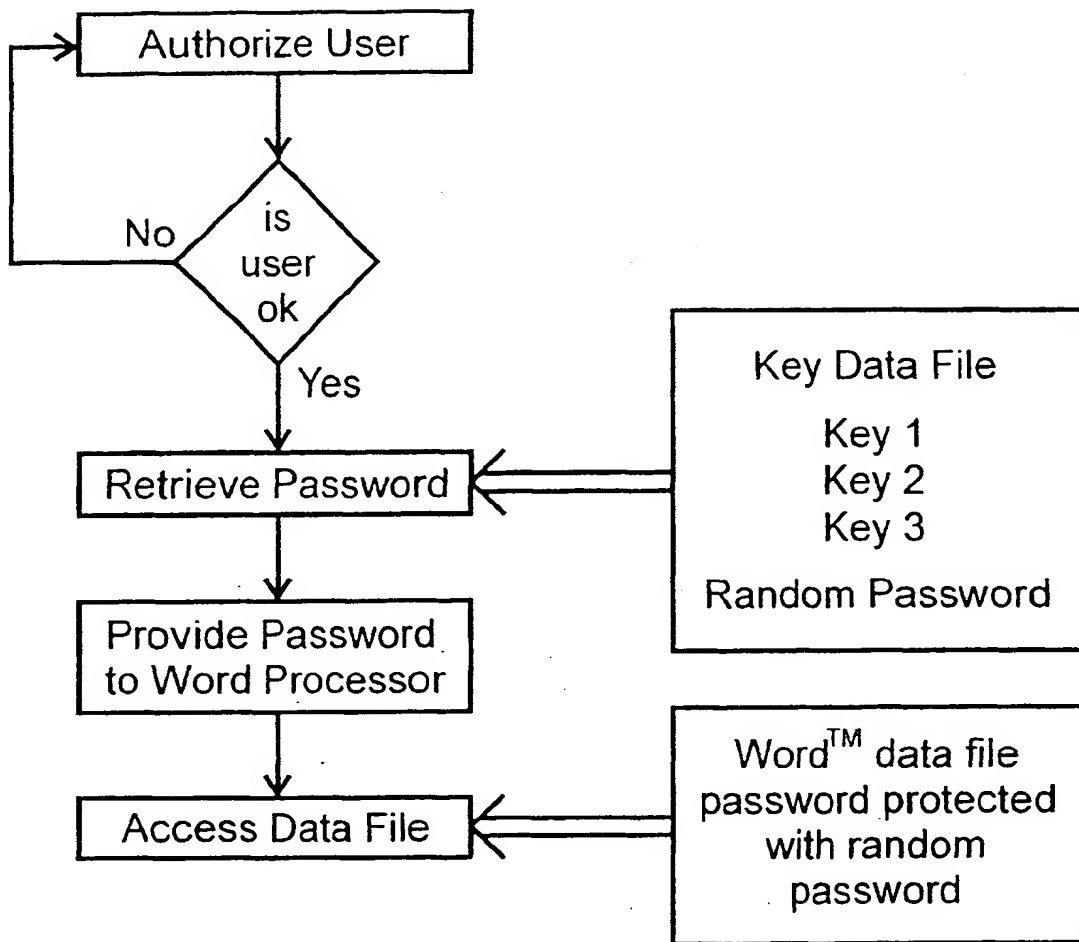 Authorize User
No
is
user
ok
Yes
Retrieve Password
Provide Password
to Word Processor
Access Data File
Key Data File
Key 1
Key 2
Key 3
Random Password
Word™ data file
password protected
with random
password